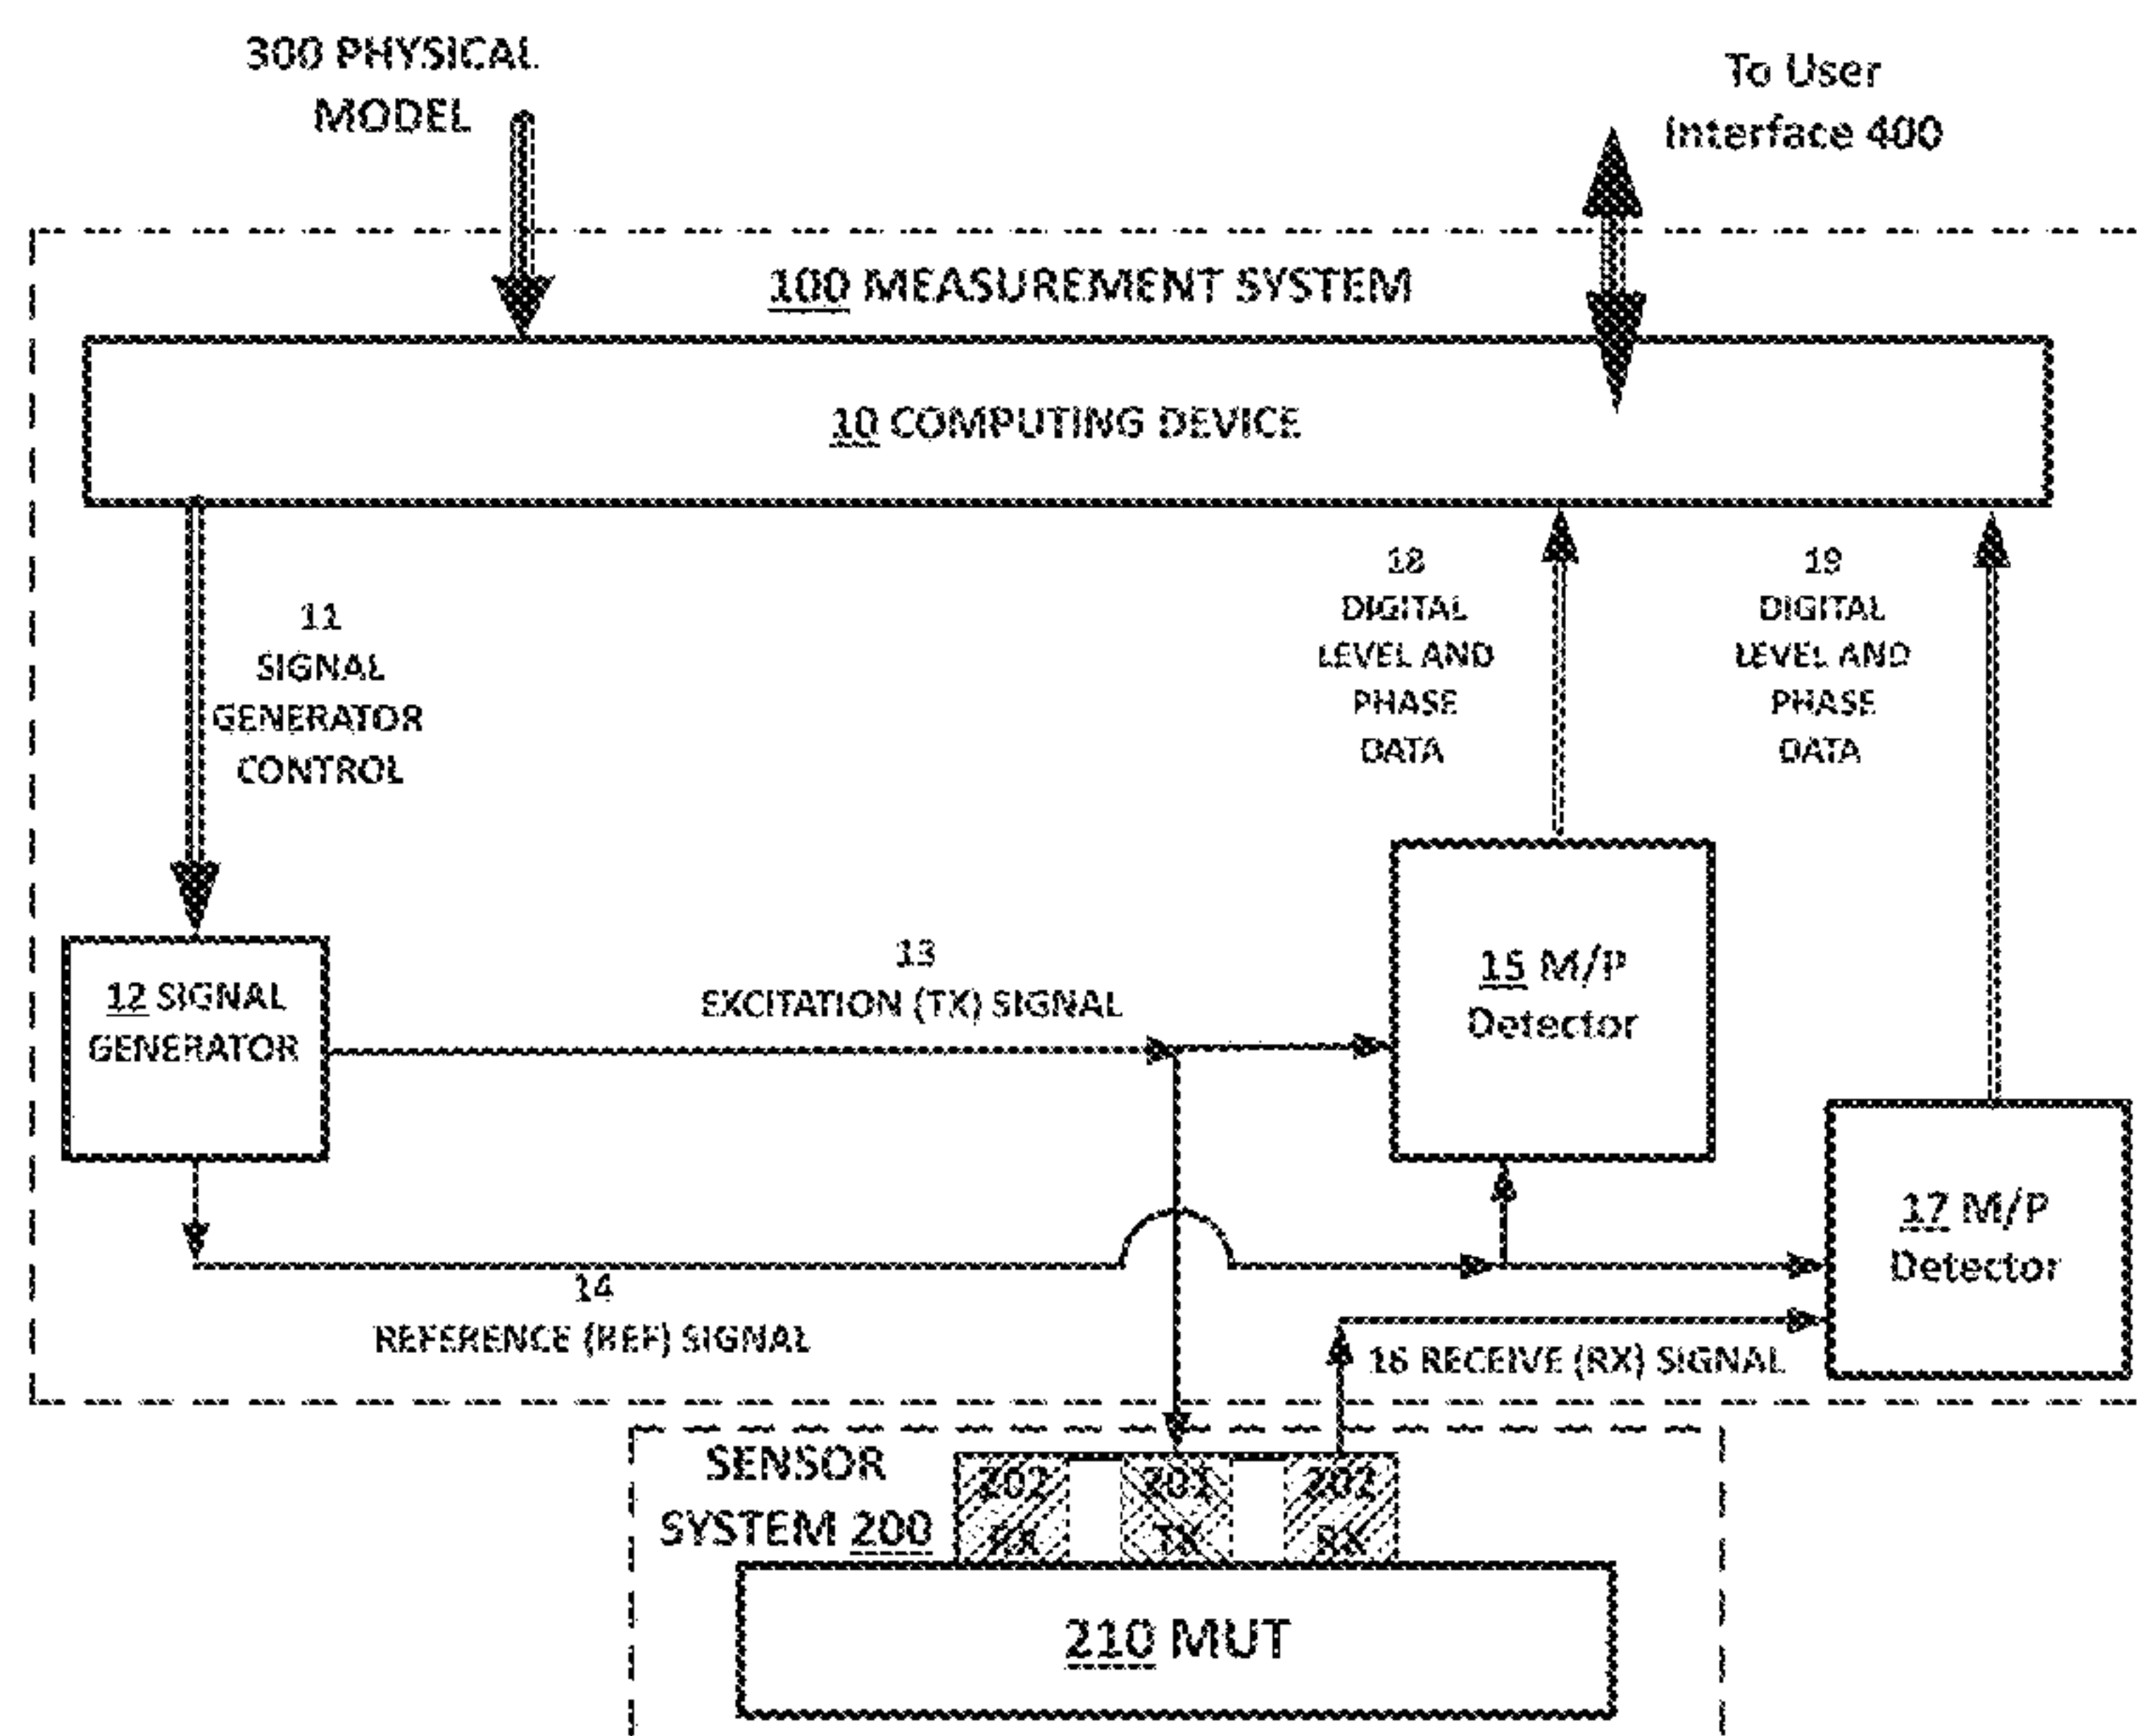 300 PHYSICAL
MODEL
To User
Interface 400
100 MEASUREMENT SYSTEM
10 COMPUTING DEVICE
11
SIGNAL
GENERATOR
CONTROL
18
DIGITAL
LEVEL AND
PHASE
DATA
19
DIGITAL
LEVEL AND
PHASE
DATA
12 SIGNAL
GENERATOR
13
EXCITATION (TX) SIGNAL
15 M/P
Detector
17 M/P
Detector
14
REFERENCE (REF) SIGNAL
16 RECEIVE (RX) SIGNAL
SENSOR
SYSTEM 200
202
RX
201
TX
202
RX
210 MUT